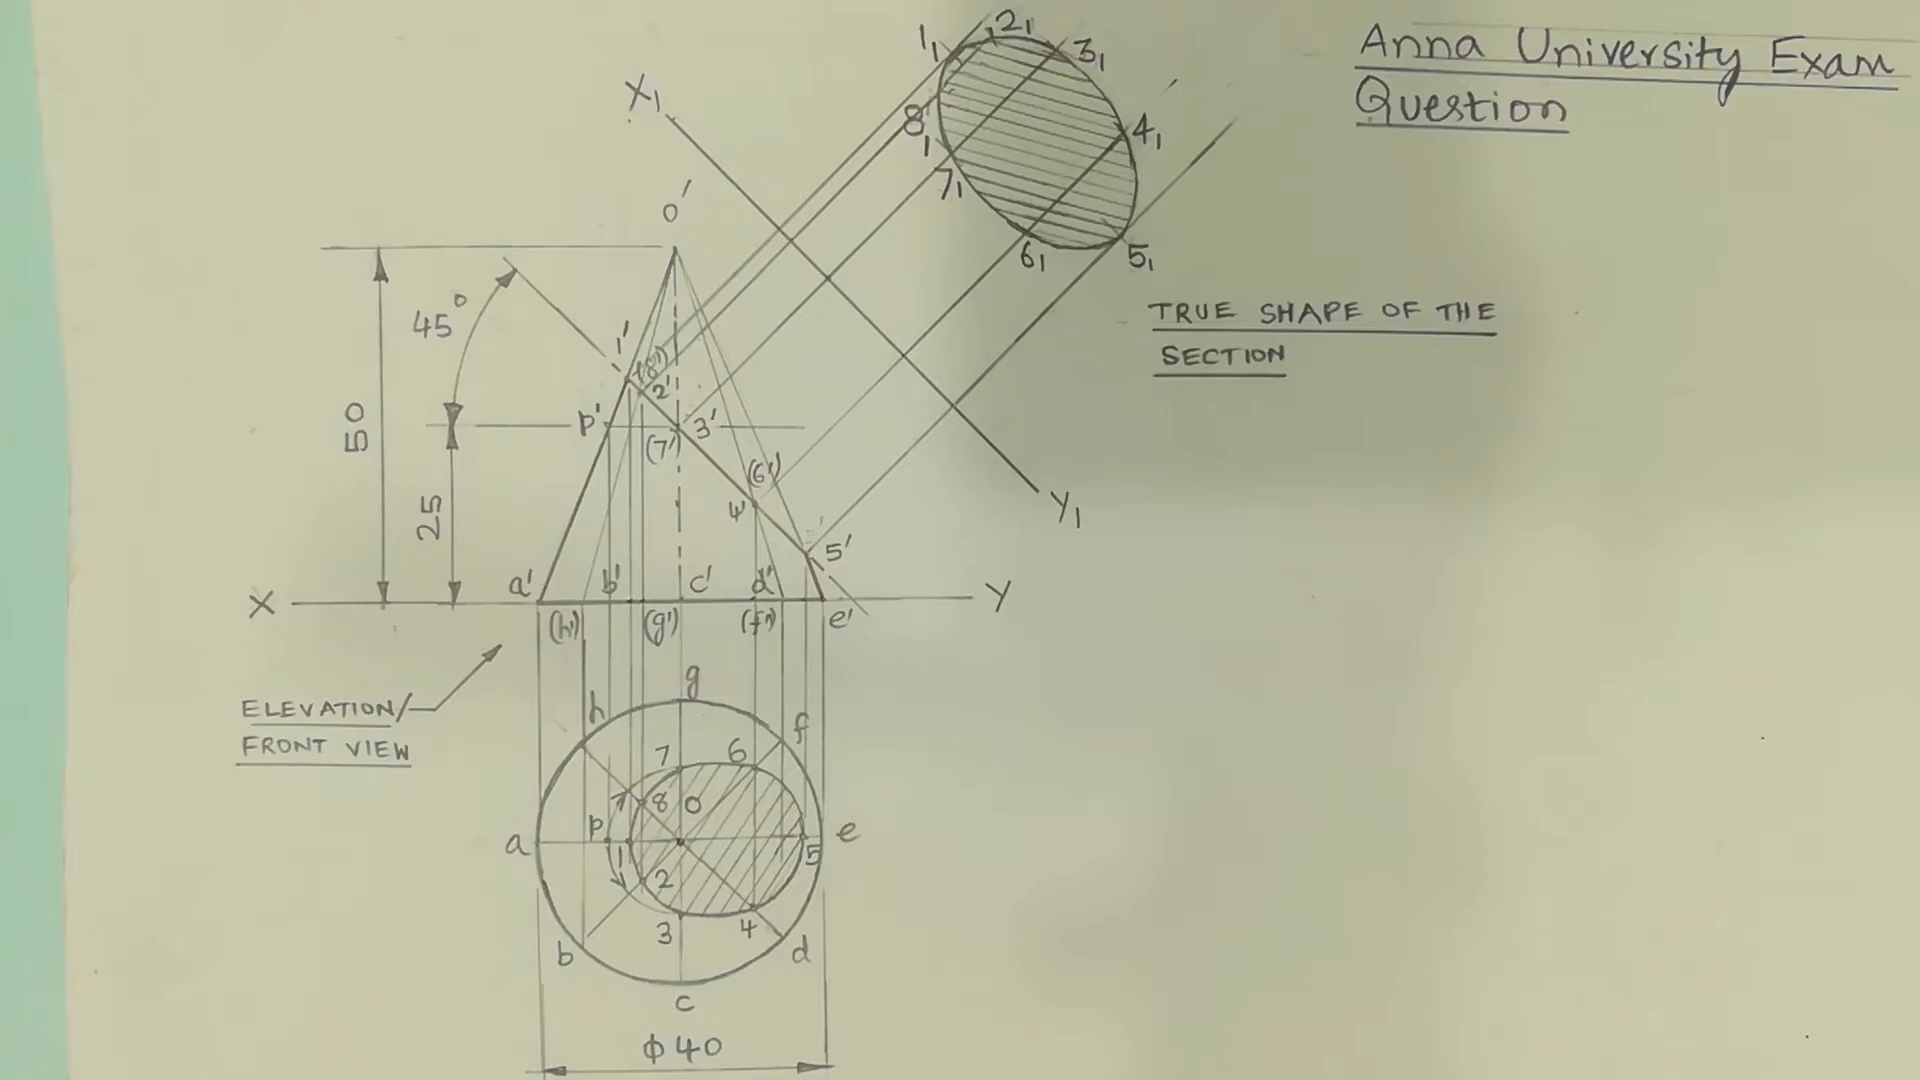 Anna University Exam
Question
1₁
2₁
3₁
X₁
8₁
4₁
7₁
6₁
5₁
o'
TRUE SHAPE OF THE
SECTION
45°
1'
(8')
2'
p'
3'
(7')
50
(6')
4'
25
5'
Y₁
a'
b'
c'
d'
X
Y
(h')
(g')
(f')
e'
ELEVATION/
FRONT VIEW
g
h
f
7
6
8
o
a
p
1
5
e
2
3
4
b
d
c
ϕ40